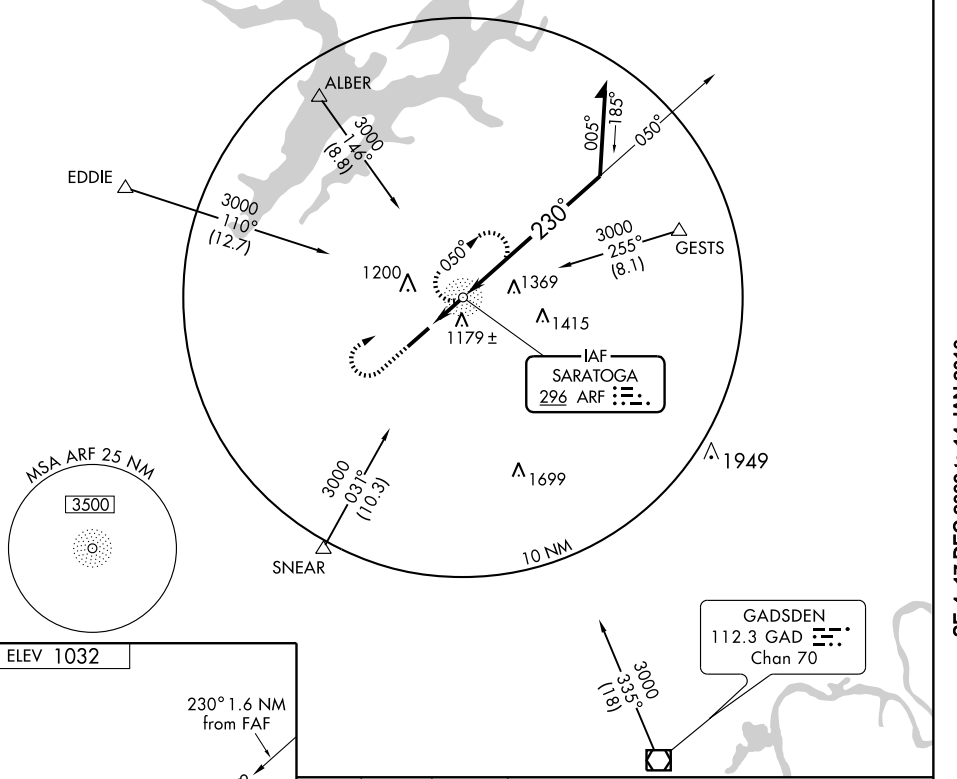 ALBER
3000
146°
(8.8)
005°
185°
050°
EDDIE
3000
110°
(12.7)
230°
3000
255°
(8.1)
GESTS
050°
1200
1369
1415
1179 ±
IAF
SARATOGA
296 ARF
MSA ARF 25 NM
3500
3000
031°
(10.3)
SNEAR
1699
1949
10 NM
ELEV 1032
230° 1.6 NM
from FAF
3000
335°
(18)
GADSDEN
112.3 GAD
Chan 70